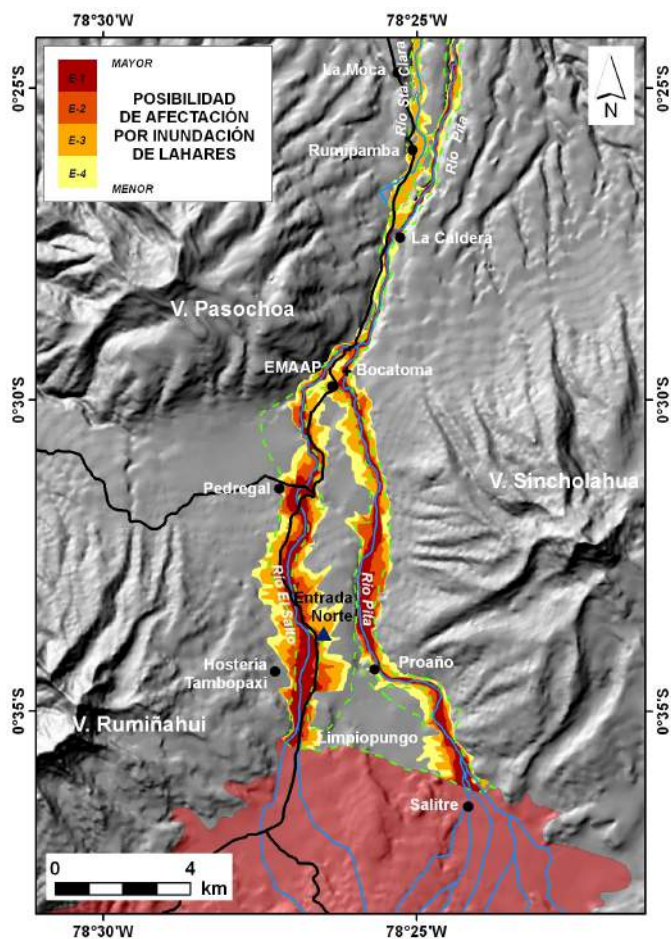 78°30'W
78°25'W
0°25'S
MAYOR
E-1
E-2
E-3
E-4
POSIBILIDAD
DE AFECTACIÓN
POR INUNDACIÓN
DE LAHARES
MENOR
N
La Moca
Río Sta. Clara
Río Pita
Rumipamba
La Caldera
V. Pasochoa
EMAAP
Bocatoma
0°30'S
0°30'S
V. Sincholahua
Pedregal
Río El Salto
Entrada
Norte
Río Pita
Hostería
Tambopaxi
Proaño
V. Rumiñahui
0°35'S
0°35'S
Limpiopungo
Salitre
0
4
km
78°30'W
78°25'W
0°25'S